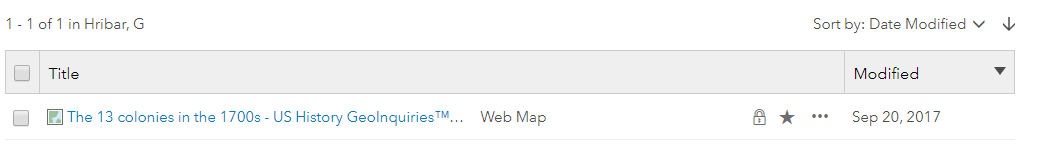 1 - 1 of 1 in Hribar, G Sort by: Date Modified
Title Modified
The 13 colonies in the 1700s - US History GeoInquiries™... Web Map Sep 20, 2017